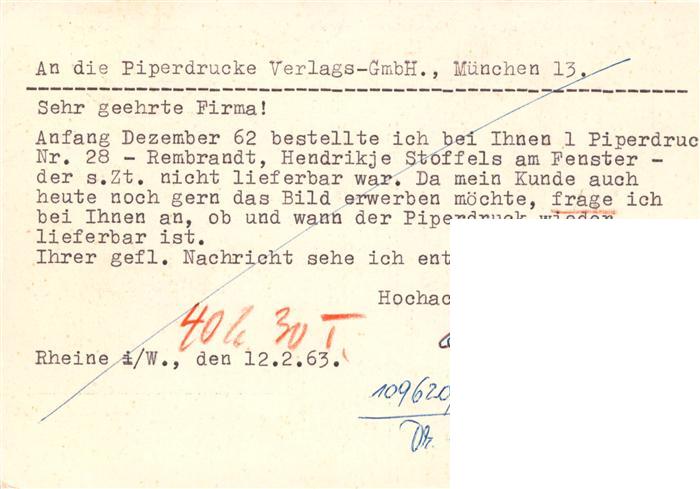 An die Piperdrucke Verlags-GmbH., München 13.
Sehr geehrte Firma!
Anfang Dezember 62 bestellte ich bei Ihnen 1 Piperdruc
Nr. 28 - Rembrandt, Hendrikje Stoffels am Fenster -
der s.Zt. nicht lieferbar war. Da mein Kunde auch
heute noch gern das Bild erwerben möchte, frage ich
bei Ihnen an, ob und wann der Piperdruck wieder
lieferbar ist.
Ihrer gefl. Nachricht sehe ich ent
Hochac
30 T.
Rheine i/W., den 12.2.63.
109620